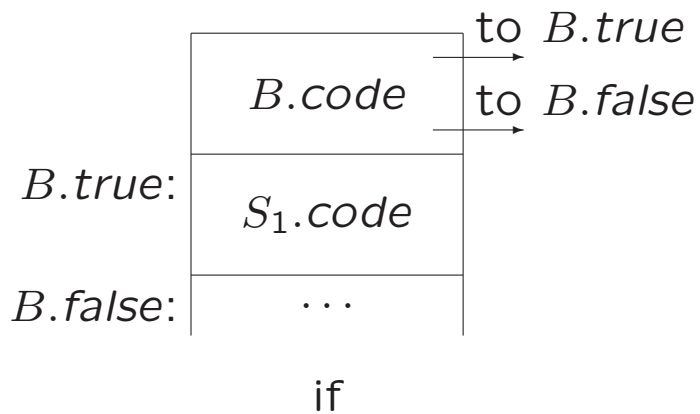 to B.true
B.code
to B.false
B.true:
S₁.code
B.false:
···
if